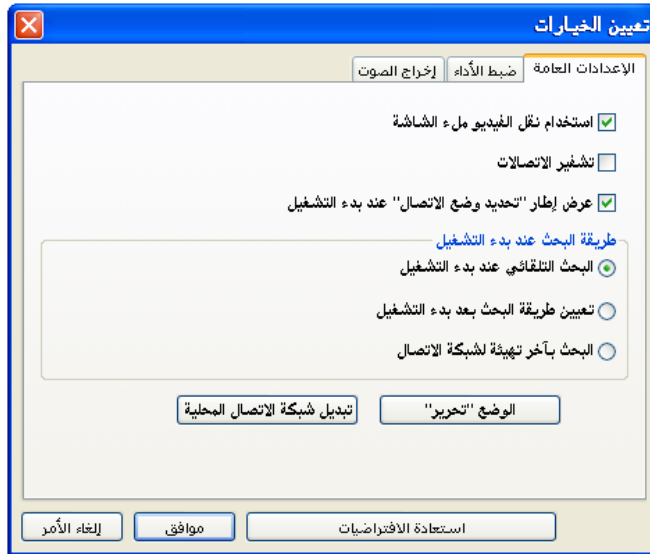 تعيين الخيارات
الإعدادات العامة ضبط الأداء إخراج الصوت
استخدام نقل الفيديو ملء الشاشة
تشفير الاتصالات
عرض إطار "تحديد وضع الاتصال" عند بدء التشغيل
طريقة البحث عند بدء التشغيل
البحث التلقائي عند بدء التشغيل
تعيين طريقة البحث بعد بدء التشغيل
البحث بآخر تهيئة لشبكة الاتصال
الوضع "تحرير" تبديل شبكة الاتصال المحلية
استعادة الافتراضيات موافق إلغاء الأمر